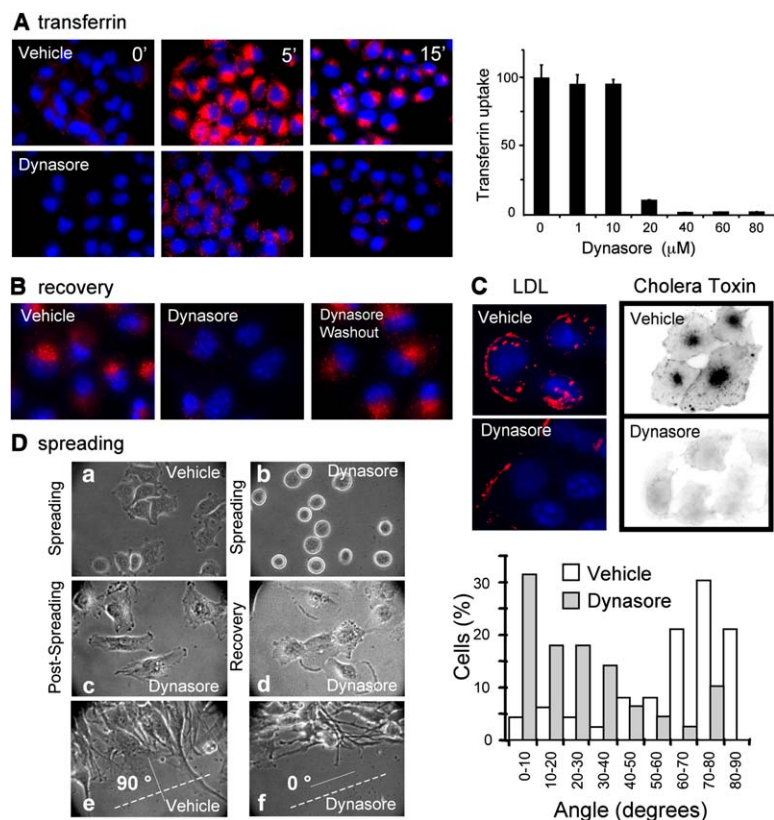 A transferrin
Vehicle
0'
5'
15'
Dynasore
Transferrin uptake
100
50
0
0 1 10 20 40 60 80
Dynasore (μM)
B recovery
Vehicle
Dynasore
Dynasore
Washout
C LDL
Cholera Toxin
Vehicle
Vehicle
Dynasore
Dynasore
D spreading
Spreading
a
Vehicle
Spreading
b
Dynasore
Post-Spreading
c
Dynasore
Recovery
d
Dynasore
90 °
e
Vehicle
0 °
f
Dynasore
Cells (%)
30
20
10
0
Vehicle
Dynasore
0-10 10-20 20-30 30-40 40-50 50-60 60-70 70-80 80-90
Angle (degrees)